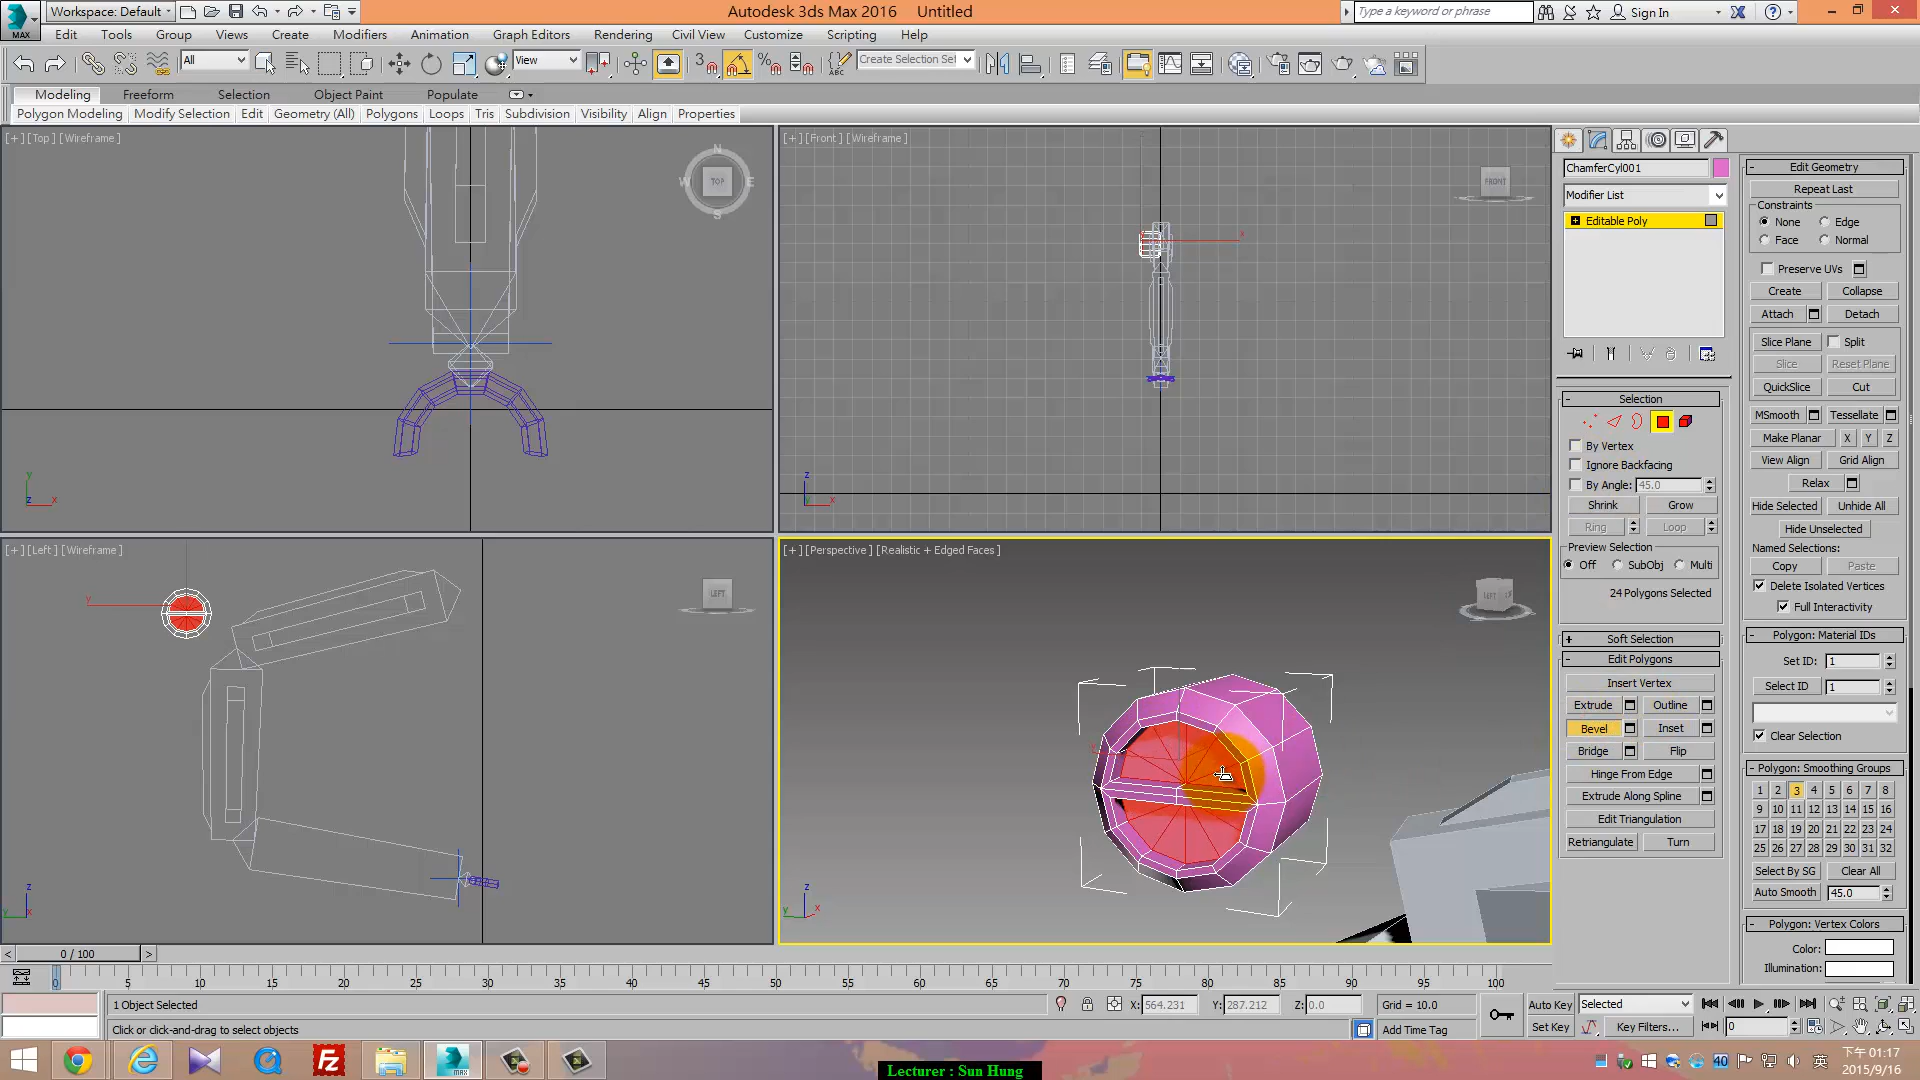 Workspace: Default
Autodesk 3ds Max 2016 Untitled
Type a keyword or phrase
Sign In
MAX
Edit Tools Group Views Create Modifiers Animation Graph Editors Rendering Civil View Customize Scripting Help
All
View
3
%
ABC
Create Selection Set
Modeling Freeform Selection Object Paint Populate
Polygon Modeling Modify Selection Edit Geometry (All) Polygons Loops Tris Subdivision Visibility Align Properties
[+] [Top] [Wireframe]
N
W TOP E
S
y
z x
[+] [Front] [Wireframe]
FRONT
x
z
y x
[+] [Left] [Wireframe]
LEFT
y
z
y x
[+] [Perspective] [Realistic + Edged Faces]
LEFT
z
y x
ChamferCyl001
Modifier List
Editable Poly
Selection
By Vertex
Ignore Backfacing
By Angle: 45.0
Shrink Grow
Ring Loop
Preview Selection
Off SubObj Multi
24 Polygons Selected
Soft Selection
Edit Polygons
Insert Vertex
Extrude Outline
Bevel Inset
Bridge Flip
Hinge From Edge
Extrude Along Spline
Edit Triangulation
Retriangulate Turn
Edit Geometry
Repeat Last
Constraints
None Edge
Face Normal
Preserve UVs
Create Collapse
Attach Detach
Slice Plane Split
Slice Reset Plane
QuickSlice Cut
MSmooth Tessellate
Make Planar X Y Z
View Align Grid Align
Relax
Hide Selected Unhide All
Hide Unselected
Named Selections:
Copy Paste
Delete Isolated Vertices
Full Interactivity
Polygon: Material IDs
Set ID: 1
Select ID 1
Clear Selection
Polygon: Smoothing Groups
1 2 3 4 5 6 7 8
9 10 11 12 13 14 15 16
17 18 19 20 21 22 23 24
25 26 27 28 29 30 31 32
Select By SG Clear All
Auto Smooth 45.0
Polygon: Vertex Colors
Color:
Illumination:
< 0 / 100 >
0 5 10 15 20 25 30 35 40 45 50 55 60 65 70 75 80 85 90 95 100
1 Object Selected
X: 564.231 Y: 287.212 Z: 0.0 Grid = 10.0
Auto Key Selected
Click or click-and-drag to select objects
Add Time Tag
Set Key Key Filters... 0
Lecturer : Sun Hung
40
英
下午 01:17
2015/9/16